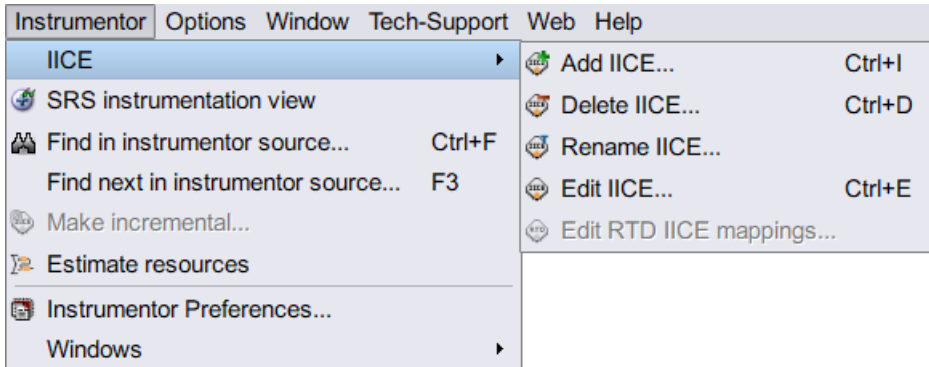 Instrumentor Options Window Tech-Support Web Help
IICE
SRS instrumentation view
Find in instrumentor source... Ctrl+F
Find next in instrumentor source... F3
Make incremental...
Estimate resources
Instrumentor Preferences...
Windows
Add IICE... Ctrl+I
Delete IICE... Ctrl+D
Rename IICE...
Edit IICE... Ctrl+E
Edit RTD IICE mappings...